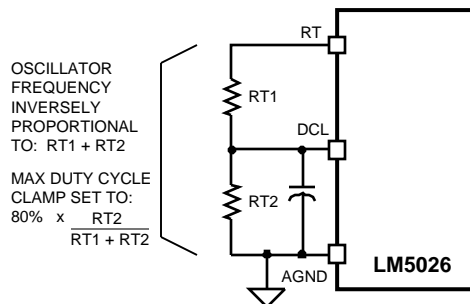 OSCILLATOR
FREQUENCY
INVERSELY
PROPORTIONAL
TO: RT1 + RT2
MAX DUTY CYCLE
CLAMP SET TO:
80% x RT2
RT1 + RT2
RT
RT1
DCL
RT2
AGND
LM5026